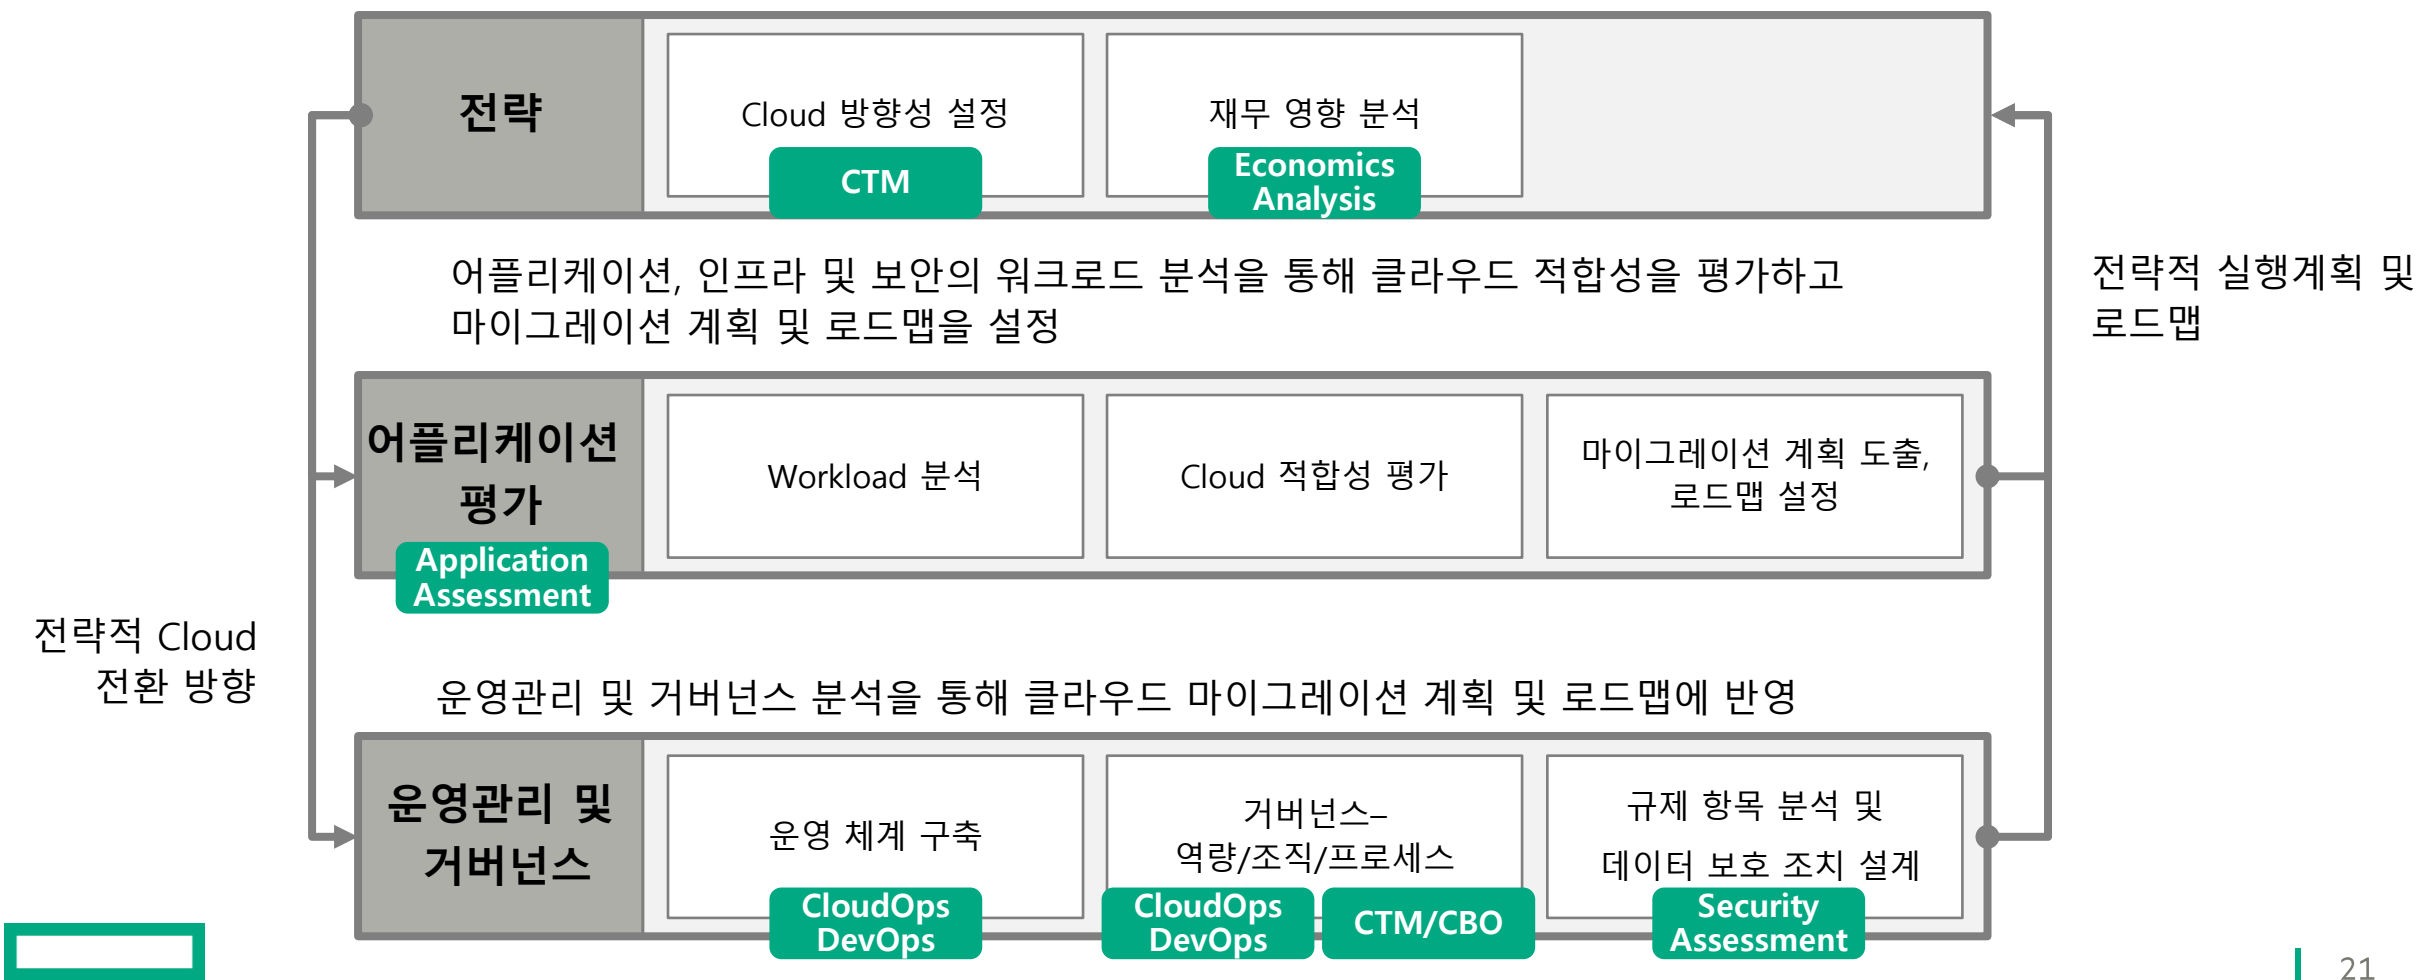 전략
Cloud 방향성 설정
CTM
재무 영향 분석
Economics
Analysis
어플리케이션, 인프라 및 보안의 워크로드 분석을 통해 클라우드 적합성을 평가하고
마이그레이션 계획 및 로드맵을 설정
전략적 실행계획 및
로드맵
어플리케이션
평가
Application
Assessment
Workload 분석
Cloud 적합성 평가
마이그레이션 계획 도출,
로드맵 설정
전략적 Cloud
전환 방향
운영관리 및 거버넌스 분석을 통해 클라우드 마이그레이션 계획 및 로드맵에 반영
운영관리 및
거버넌스
운영 체계 구축
CloudOps
DevOps
거버넌스–
역량/조직/프로세스
CloudOps
DevOps
CTM/CBO
규제 항목 분석 및
데이터 보호 조치 설계
Security
Assessment
21